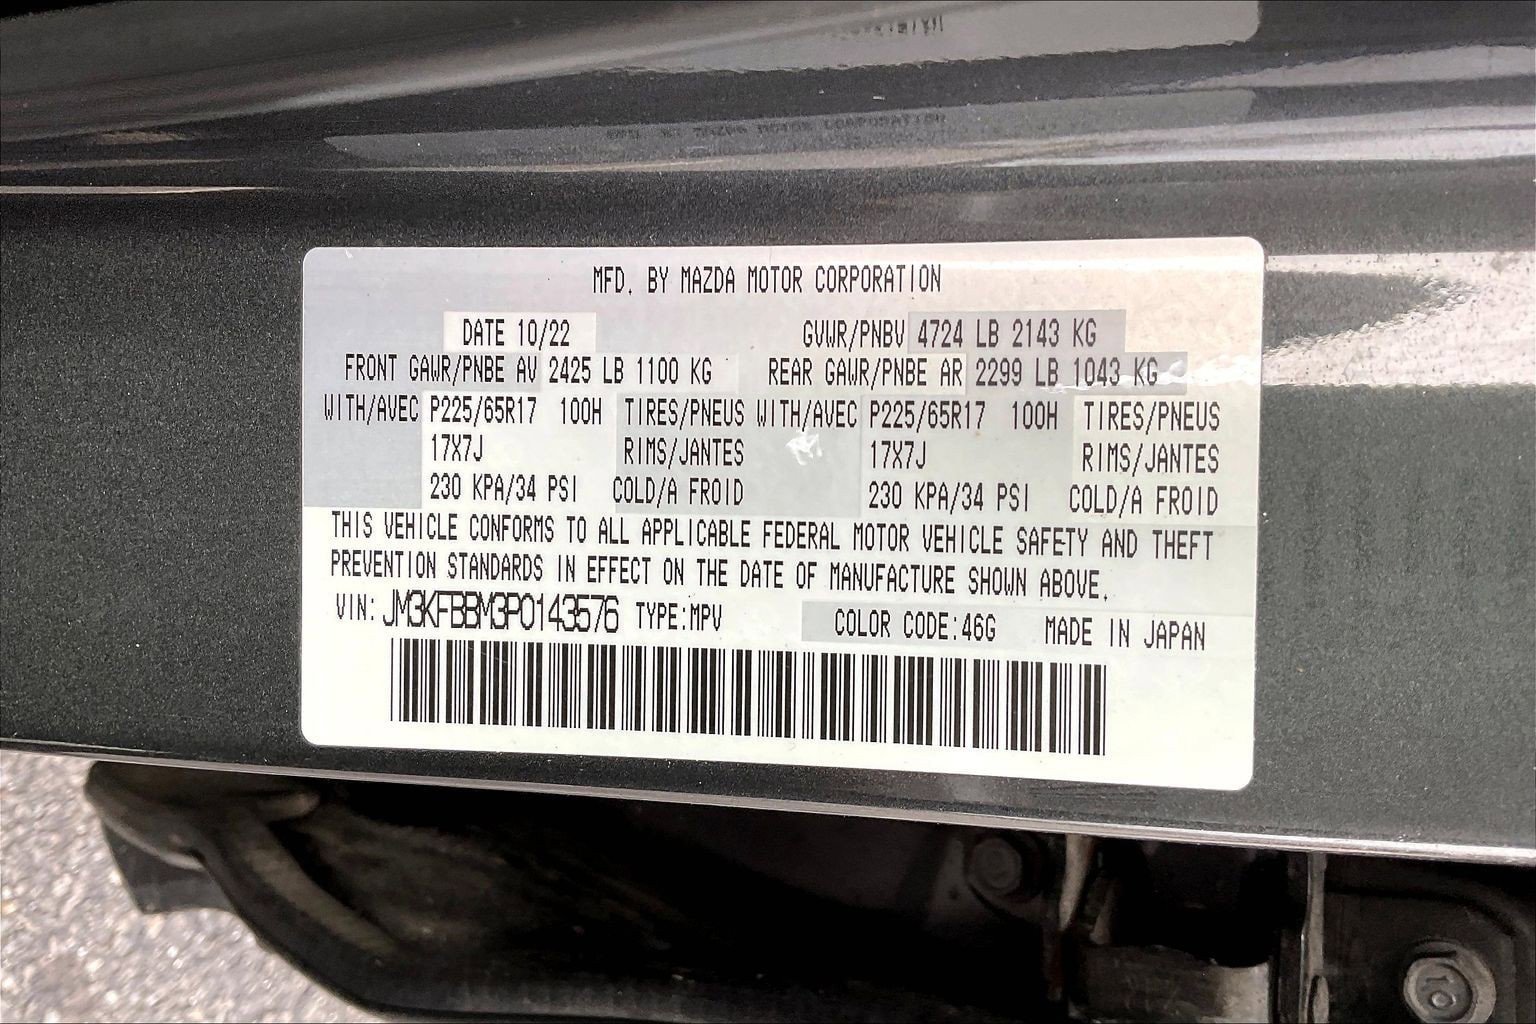 MFD. BY MAZDA MOTOR CORPORATION
DATE 10/22 GVWR/PNBV 4724 LB 2143 KG
FRONT GAWR/PNBE AV 2425 LB 1100 KG REAR GAWR/PNBE AR 2299 LB 1043 KG
WITH/AVEC P225/65R17 100H TIRES/PNEUS WITH/AVEC P225/65R17 100H TIRES/PNEUS
17X7J RIMS/JANTES 17X7J RIMS/JANTES
230 KPA/34 PSI COLD/A FROID 230 KPA/34 PSI COLD/A FROID
THIS VEHICLE CONFORMS TO ALL APPLICABLE FEDERAL MOTOR VEHICLE SAFETY AND THEFT
PREVENTION STANDARDS IN EFFECT ON THE DATE OF MANUFACTURE SHOWN ABOVE.
VIN: JM3KFBBM3P0143576 TYPE:MPV COLOR CODE:46G MADE IN JAPAN
10